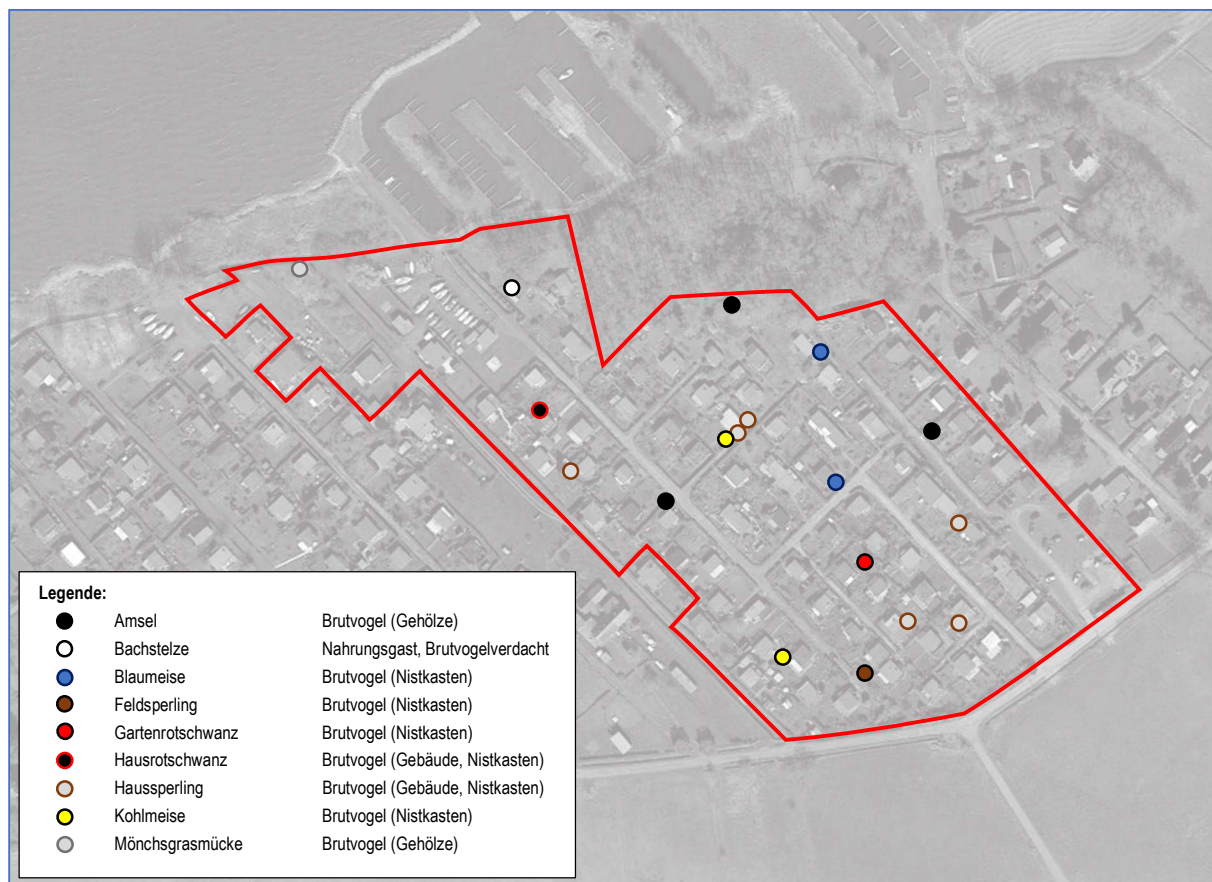 Legende:
Amsel Brutvogel (Gehölze)
Bachstelze Nahrungsgast, Brutvogelverdacht
Blaumeise Brutvogel (Nistkasten)
Feldsperling Brutvogel (Nistkasten)
Gartenrotschwanz Brutvogel (Nistkasten)
Hausrotschwanz Brutvogel (Gebäude, Nistkasten)
Haussperling Brutvogel (Gebäude, Nistkasten)
Kohlmeise Brutvogel (Nistkasten)
Mönchsgrasmücke Brutvogel (Gehölze)